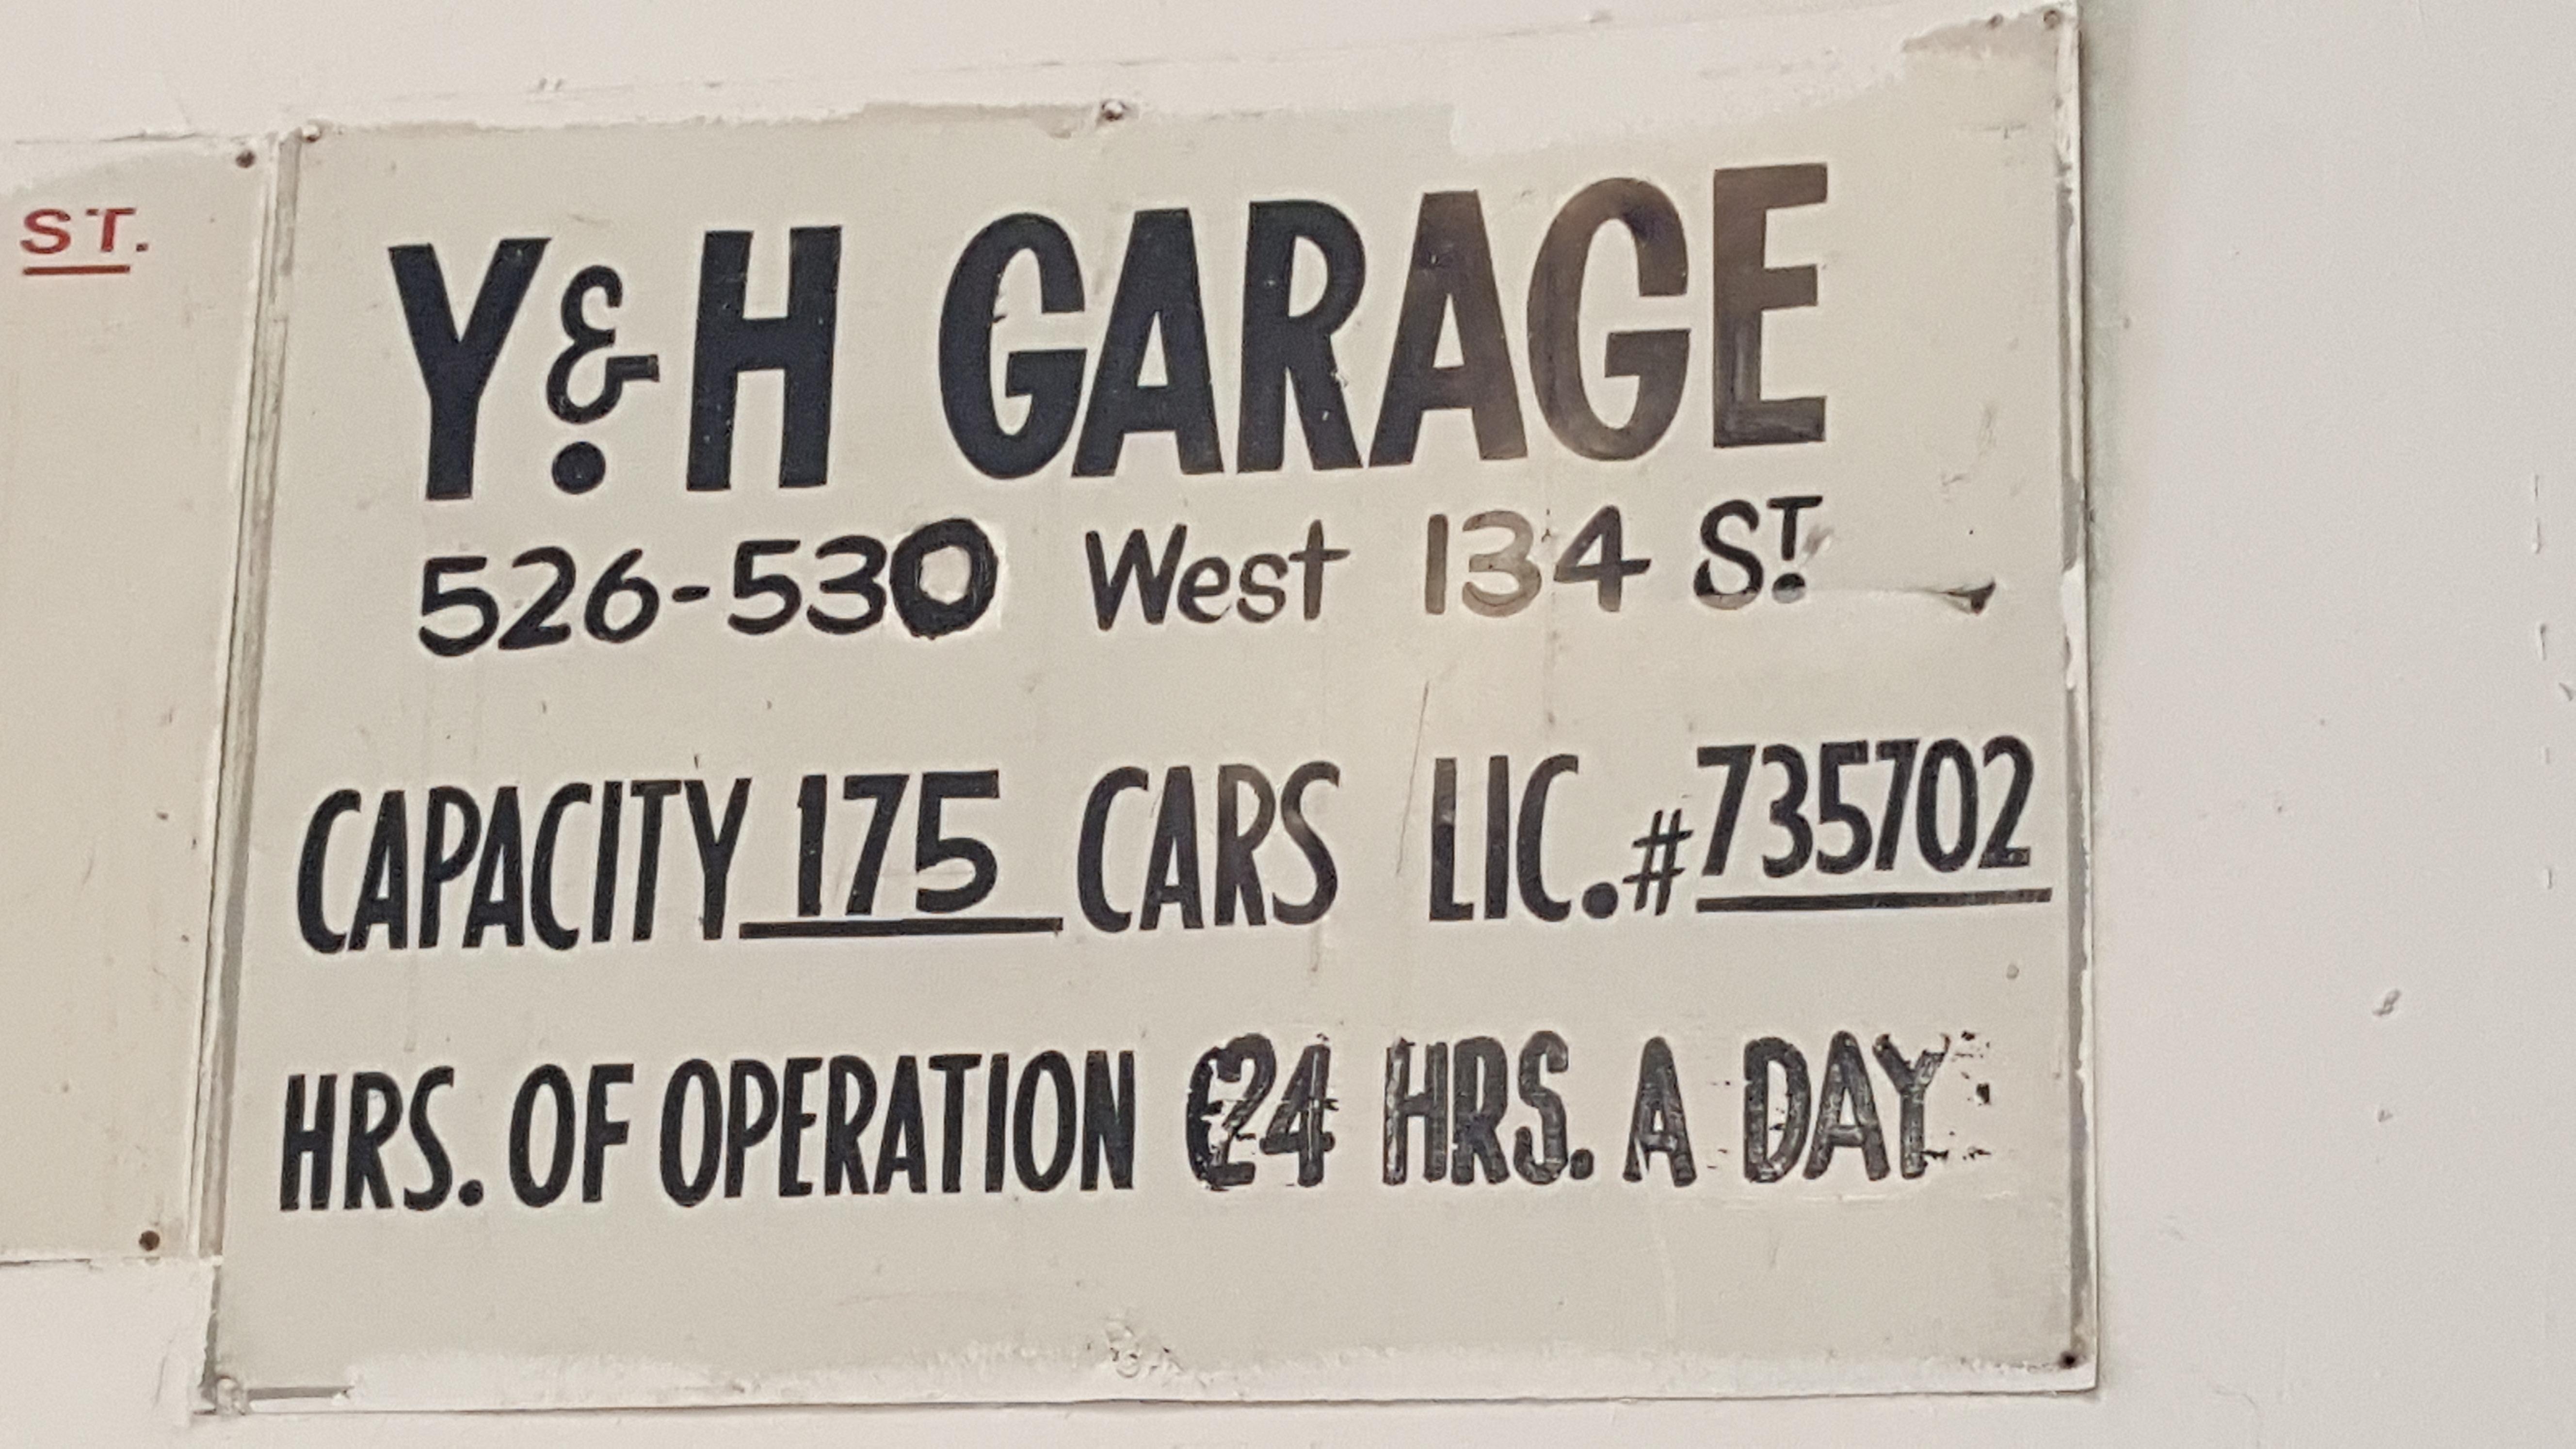 ST.
Y & H GARAGE
526-530 West 134 ST.
CAPACITY 175 CARS LIC. #735702
HRS. OF OPERATION 24 HRS. A DAY